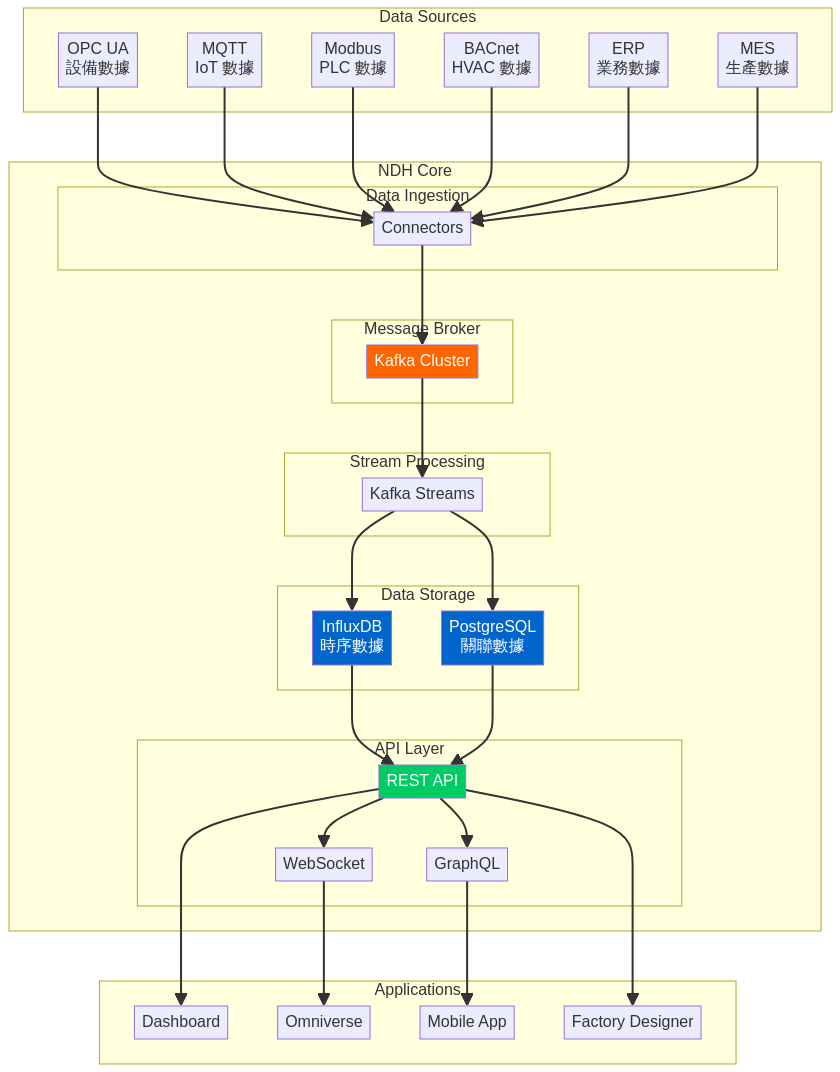 Data Sources
OPC UA
設備數據
MQTT
IoT 數據
Modbus
PLC 數據
BACnet
HVAC 數據
ERP
業務數據
MES
生產數據
NDH Core
Data Ingestion
Connectors
Message Broker
Kafka Cluster
Stream Processing
Kafka Streams
Data Storage
InfluxDB
時序數據
PostgreSQL
關聯數據
API Layer
REST API
WebSocket
GraphQL
Applications
Dashboard
Omniverse
Mobile App
Factory Designer